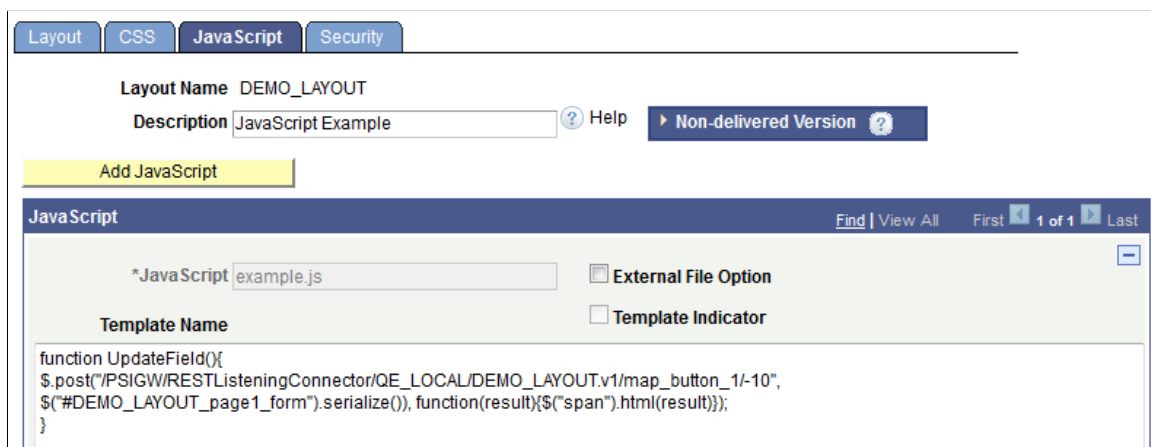 Layout CSS JavaScript Security
Layout Name DEMO_LAYOUT
Description JavaScript Example ? Help Non-delivered Version ?
Add JavaScript
JavaScript Find | View All First 1 of 1 Last
*JavaScript example.js External File Option
Template Name Template Indicator
function UpdateField(){
$.post("/PSIGW/RESTListeningConnector/QE_LOCAL/DEMO_LAYOUT.v1/map_button_1/-10",
$("#DEMO_LAYOUT_page1_form").serialize()), function(result){$("span").html(result)});
}